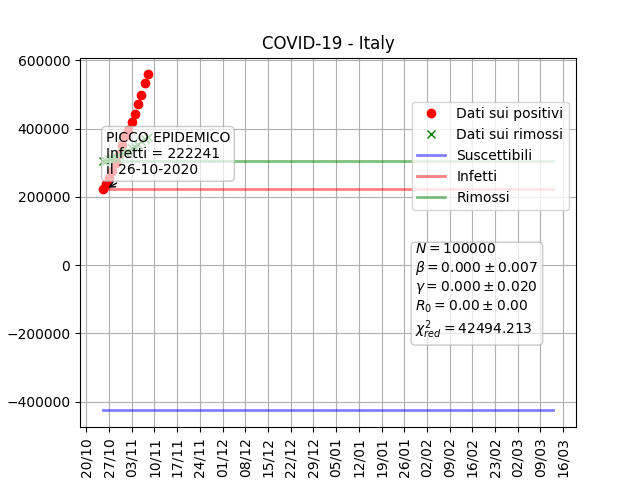 COVID-19 - Italy
600000
400000
200000
0
−200000
−400000
PICCO EPIDEMICO
Infetti = 222241
il 26-10-2020
Dati sui positivi
Dati sui rimossi
Suscettibili
Infetti
Rimossi
N = 100000
β = 0.000 ± 0.007
γ = 0.000 ± 0.020
R₀ = 0.00 ± 0.00
χ²red = 42494.213
20/10
27/10
03/11
10/11
17/11
24/11
01/12
08/12
15/12
22/12
29/12
05/01
12/01
19/01
26/01
02/02
09/02
16/02
23/02
02/03
09/03
16/03